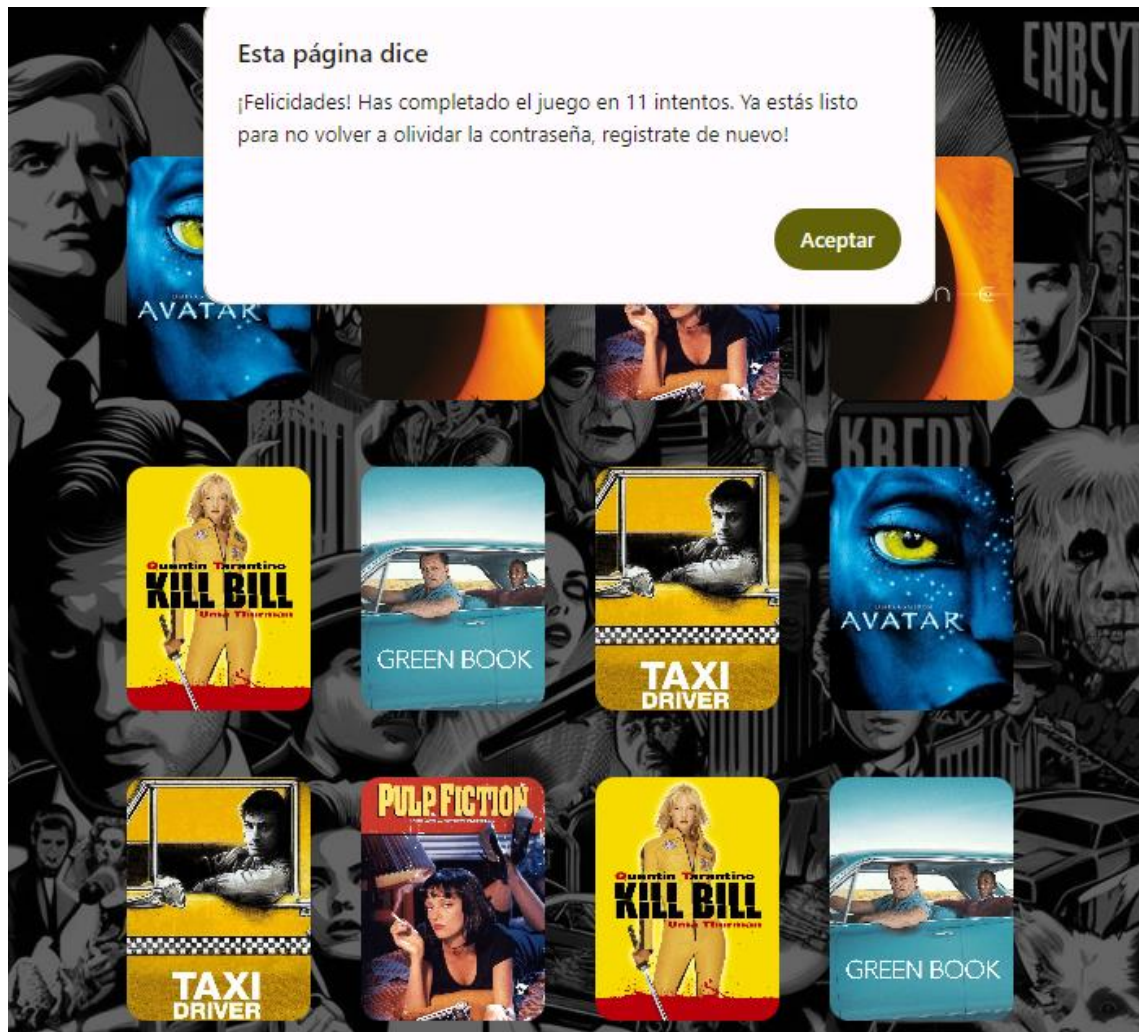 Esta página dice
¡Felicidades! Has completado el juego en 11 intentos. Ya estás listo
para no volver a olividar la contraseña, registrate de nuevo!
Aceptar
AVATAR
n e
Quentin Tarantino
KILL BILL
Uma Thurman
GREEN BOOK
TAXI
DRIVER
AVATAR
TAXI
DRIVER
PULP FICTION
Quentin Tarantino
KILL BILL
Uma Thurman
GREEN BOOK